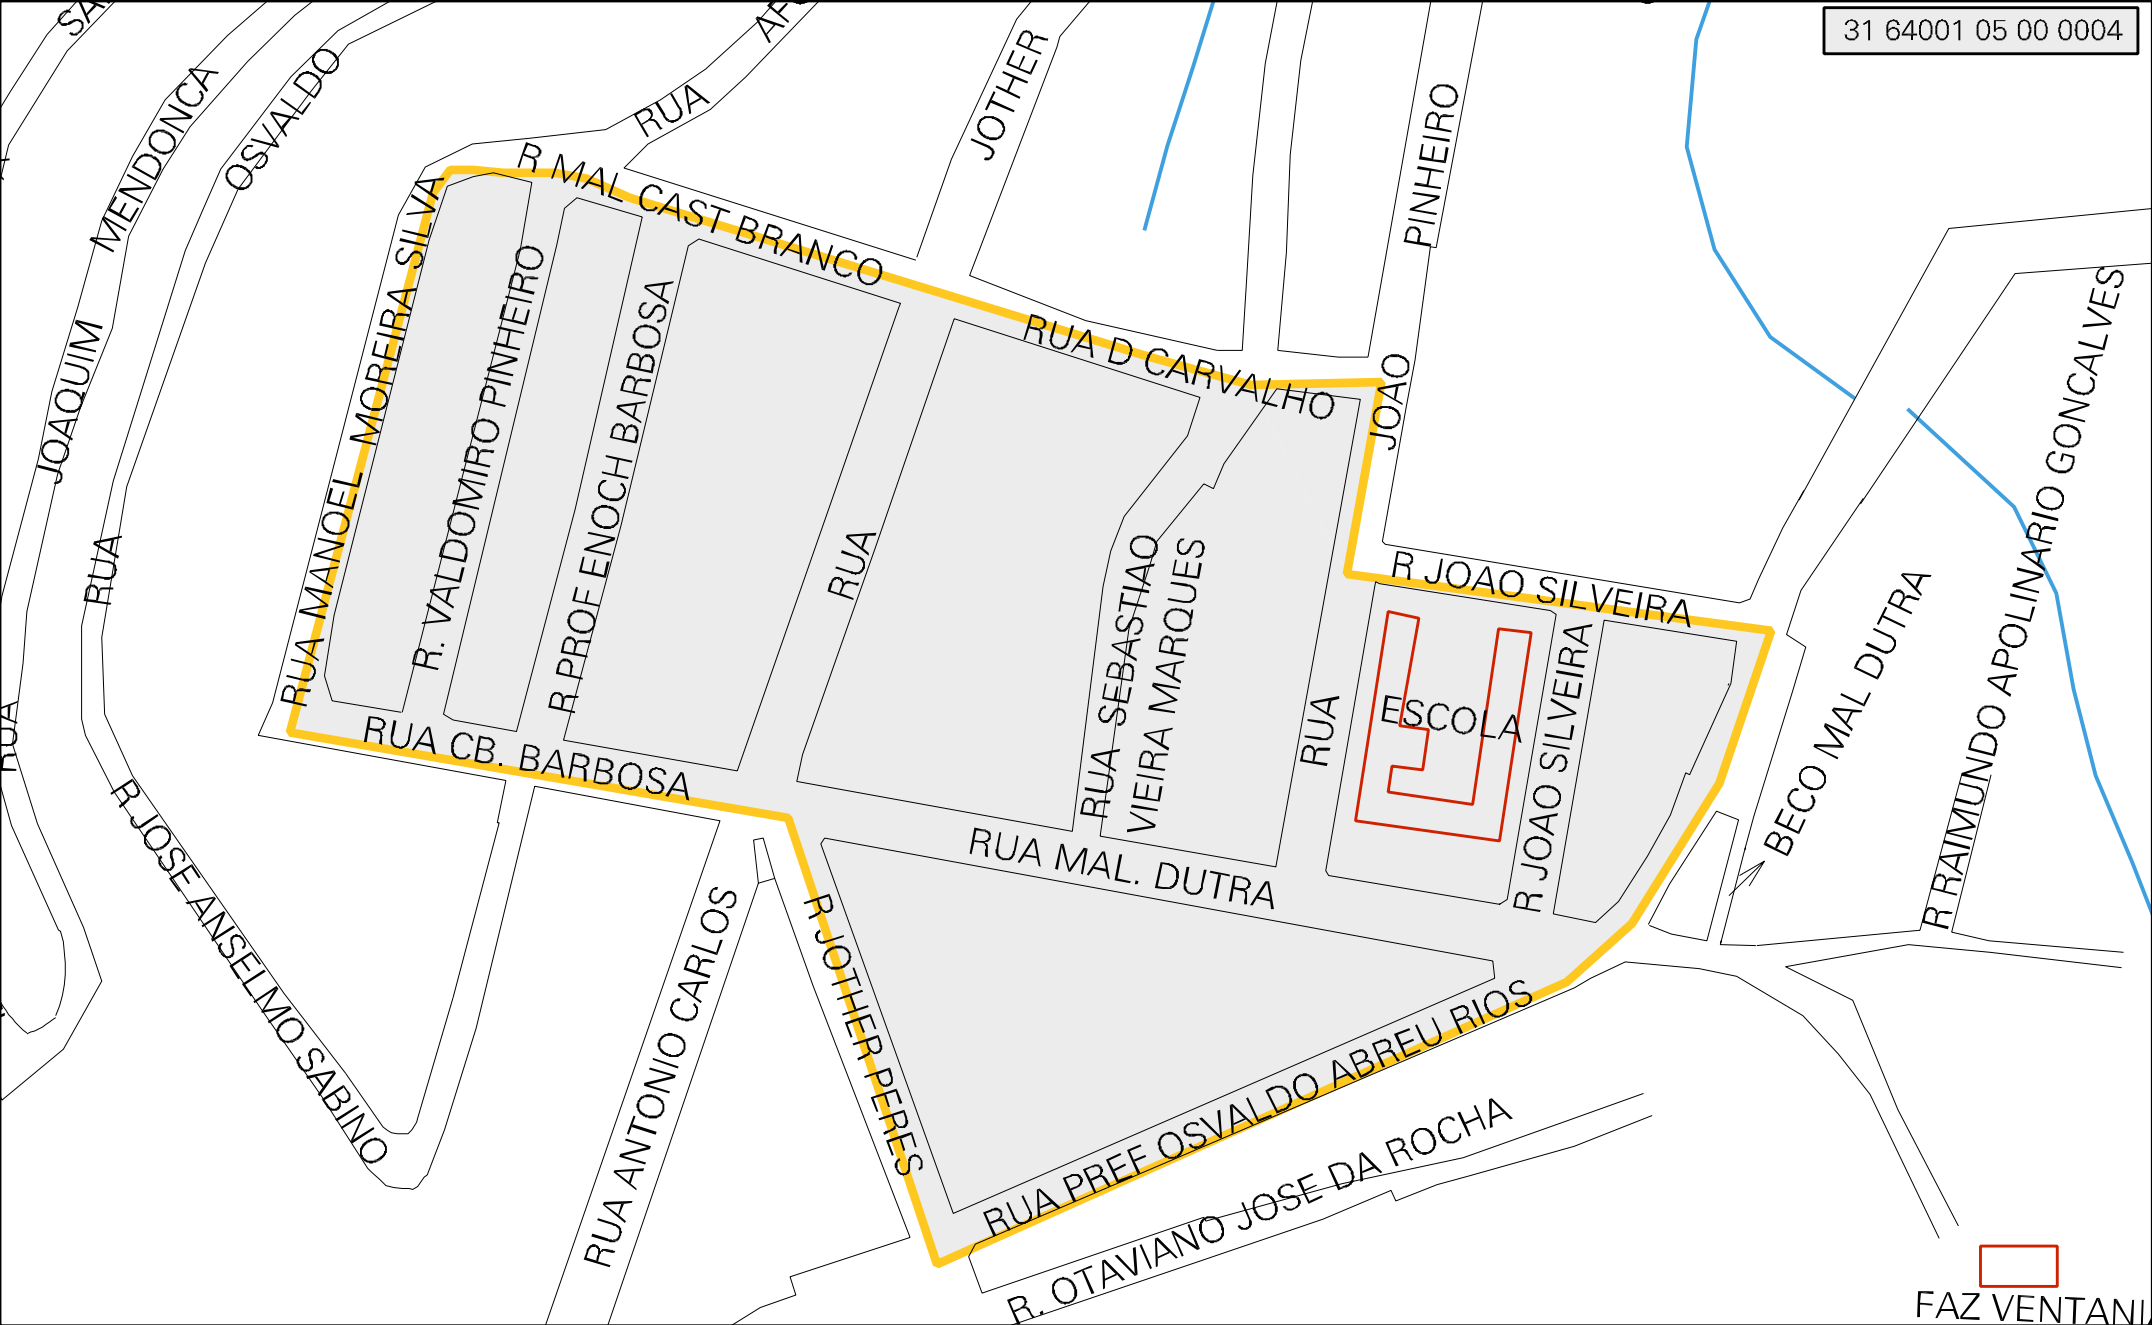 31 64001 05 00 0004
RUA
JOTHER
MENDONCA
OSVALDO
PINHEIRO
R MAL CAST BRANCO
RUA D CARVALHO
JOAO
JOAQUIM
RUA MANOEL MOREIRA SILVA
R. VALDOMIRO PINHEIRO
R PROF ENOCH BARBOSA
RUA
RUA
RUA SEBASTIAO
VIEIRA MARQUES
R JOAO SILVEIRA
ESCOLA
RUA
R JOAO SILVEIRA
BECO MAL DUTRA
R RAIMUNDO APOLINARIO GONCALVES
RUA
RUA CB. BARBOSA
RUA MAL. DUTRA
R JOSE ANSELMO SABINO
RUA ANTONIO CARLOS
R JOTHER PERES
RUA PREF OSVALDO ABREU RIOS
R. OTAVIANO JOSE DA ROCHA
FAZ VENTANI